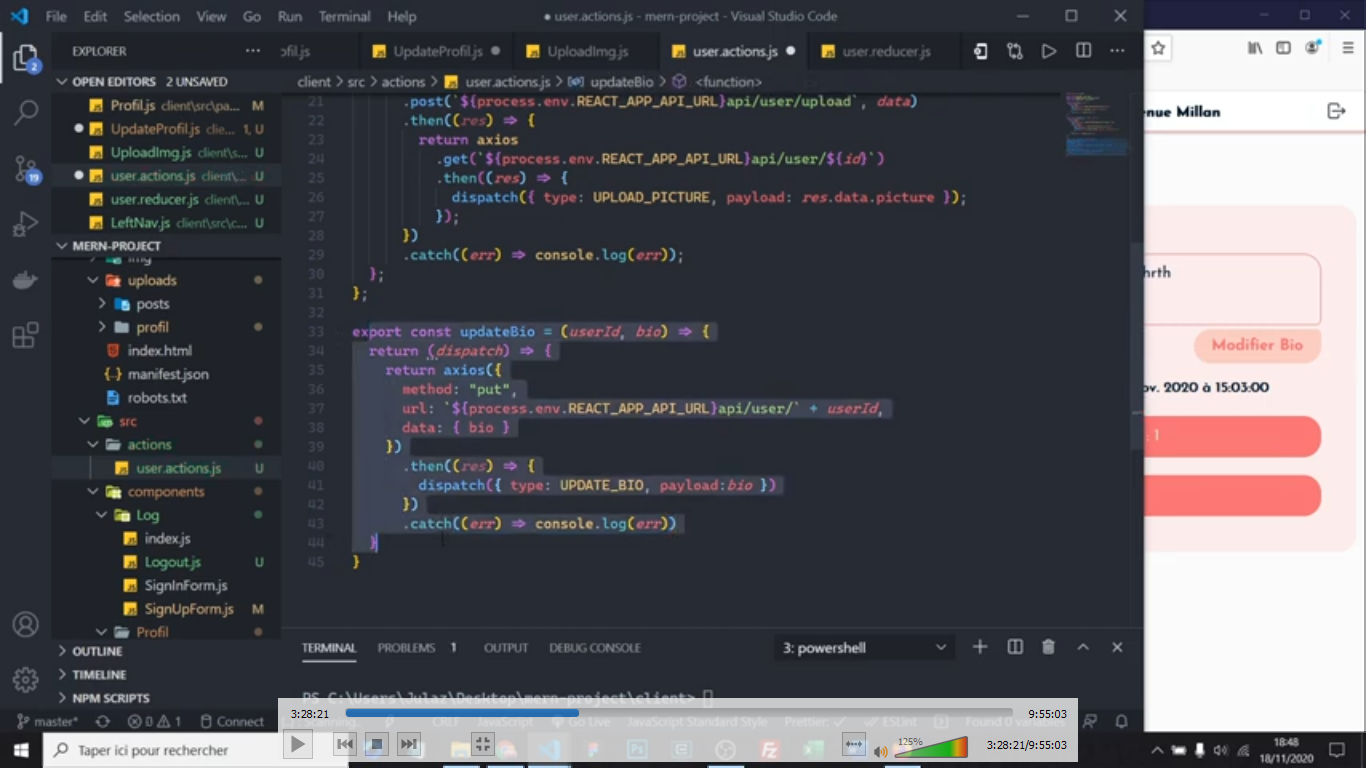 File Edit Selection View Go Run Terminal Help
● user.actions.js - mern-project - Visual Studio Code
EXPLORER
ofil.js
UpdateProfil.js
UploadImg.js
user.actions.js
user.reducer.js
OPEN EDITORS 2 UNSAVED
Profil.js client\src\pa... M
UpdateProfil.js clie... 1, U
UploadImg.js client\s... U
user.actions.js client\... U
user.reducer.js client\... U
LeftNav.js client\src\c... U
MERN-PROJECT
img
uploads
posts
profil
index.html
manifest.json
robots.txt
src
actions
user.actions.js U
components
Log
index.js
Logout.js U
SignInForm.js
SignUpForm.js M
Profil
OUTLINE
TIMELINE
NPM SCRIPTS
client > src > actions > user.actions.js > updateBio > <function>
21 .post(`${process.env.REACT_APP_API_URL}api/user/upload`, data)
22 .then((res) => {
23 return axios
24 .get(`${process.env.REACT_APP_API_URL}api/user/${id}`)
25 .then((res) => {
26 dispatch({ type: UPLOAD_PICTURE, payload: res.data.picture });
27 });
28 })
29 .catch((err) => console.log(err));
30 };
31 };
32
33 export const updateBio = (userId, bio) => {
34 return (dispatch) => {
35 return axios({
36 method: "put",
37 url: `${process.env.REACT_APP_API_URL}api/user/` + userId,
38 data: { bio }
39 })
40 .then((res) => {
41 dispatch({ type: UPDATE_BIO, payload:bio })
42 })
43 .catch((err) => console.log(err))
44 }
45 }
TERMINAL PROBLEMS 1 OUTPUT DEBUG CONSOLE
3: powershell
PS C:\Users\Julaz\Desktop\mern-project\client>
enue Millan
hrth
Modifier Bio
ov. 2020 à 15:03:00
: 1
2
19
master* 0 1 Connect
CRLF JavaScript Go Live JavaScript Standard Style Prettier: ESLint Found 0 variables
3:28:21
9:55:03
125%
3:28:21/9:55:03
Taper ici pour rechercher
18:48
18/11/2020